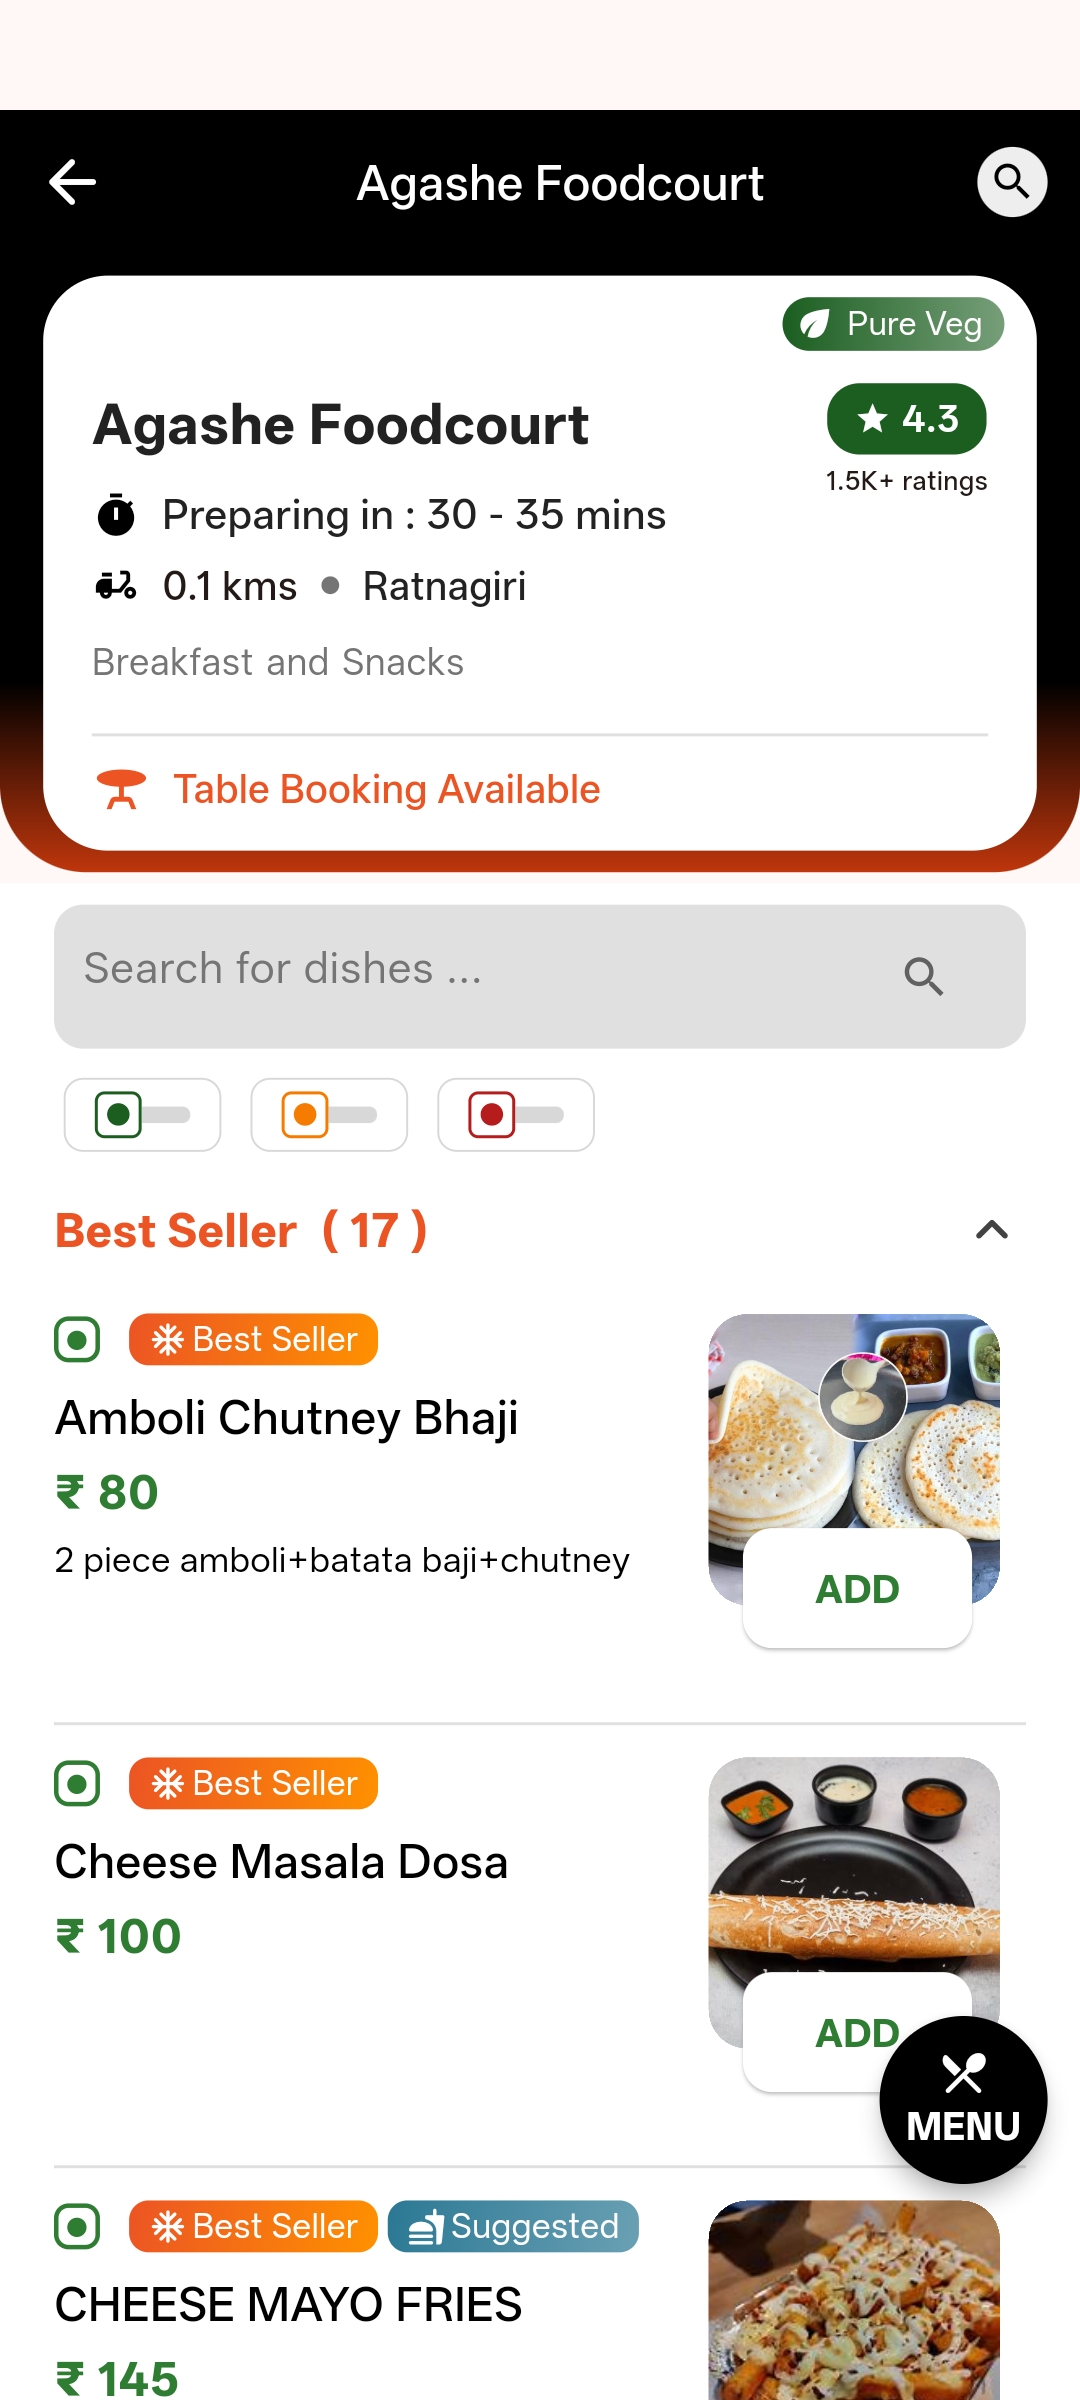 Agashe Foodcourt
Pure Veg
Agashe Foodcourt
4.3
1.5K+ ratings
Preparing in : 30 - 35 mins
0.1 kms ● Ratnagiri
Breakfast and Snacks
Table Booking Available
Search for dishes ...
Best Seller ( 17 )
Best Seller
Amboli Chutney Bhaji
₹ 80
2 piece amboli+batata baji+chutney
ADD
Best Seller
Cheese Masala Dosa
₹ 100
ADD
MENU
Best Seller Suggested
CHEESE MAYO FRIES
₹ 145